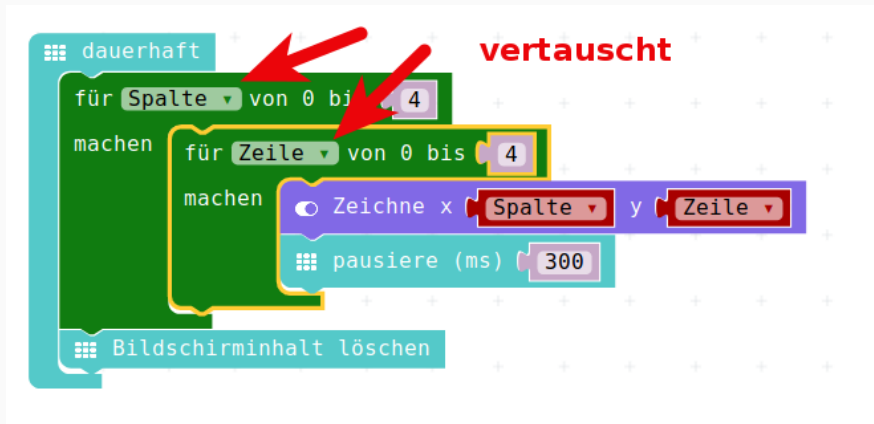 vertauscht
dauerhaft
für Spalte von 0 bis 4
machen
für Zeile von 0 bis 4
machen
Zeichne x Spalte y Zeile
pausiere (ms) 300
Bildschirminhalt löschen